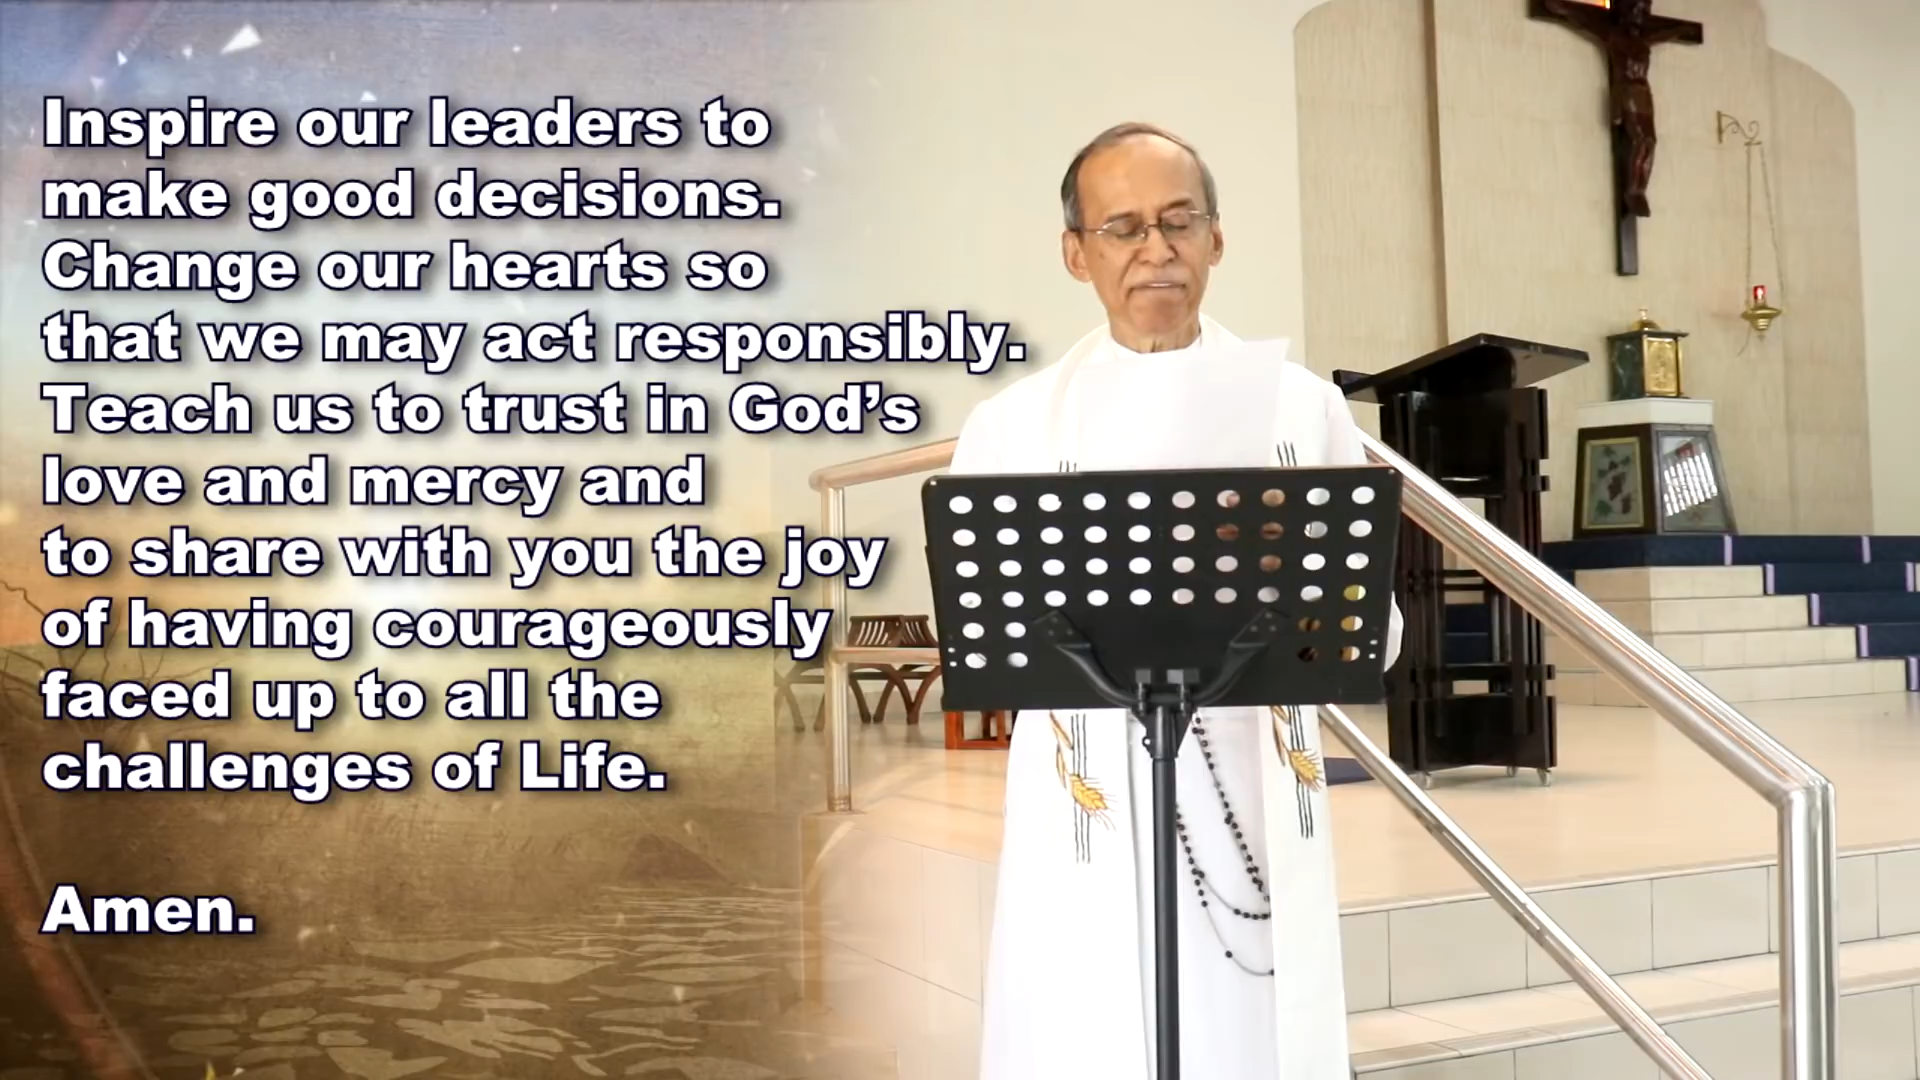 Inspire our leaders to
make good decisions.
Change our hearts so
that we may act responsibly.
Teach us to trust in God’s
love and mercy and
to share with you the joy
of having courageously
faced up to all the
challenges of Life.
Amen.